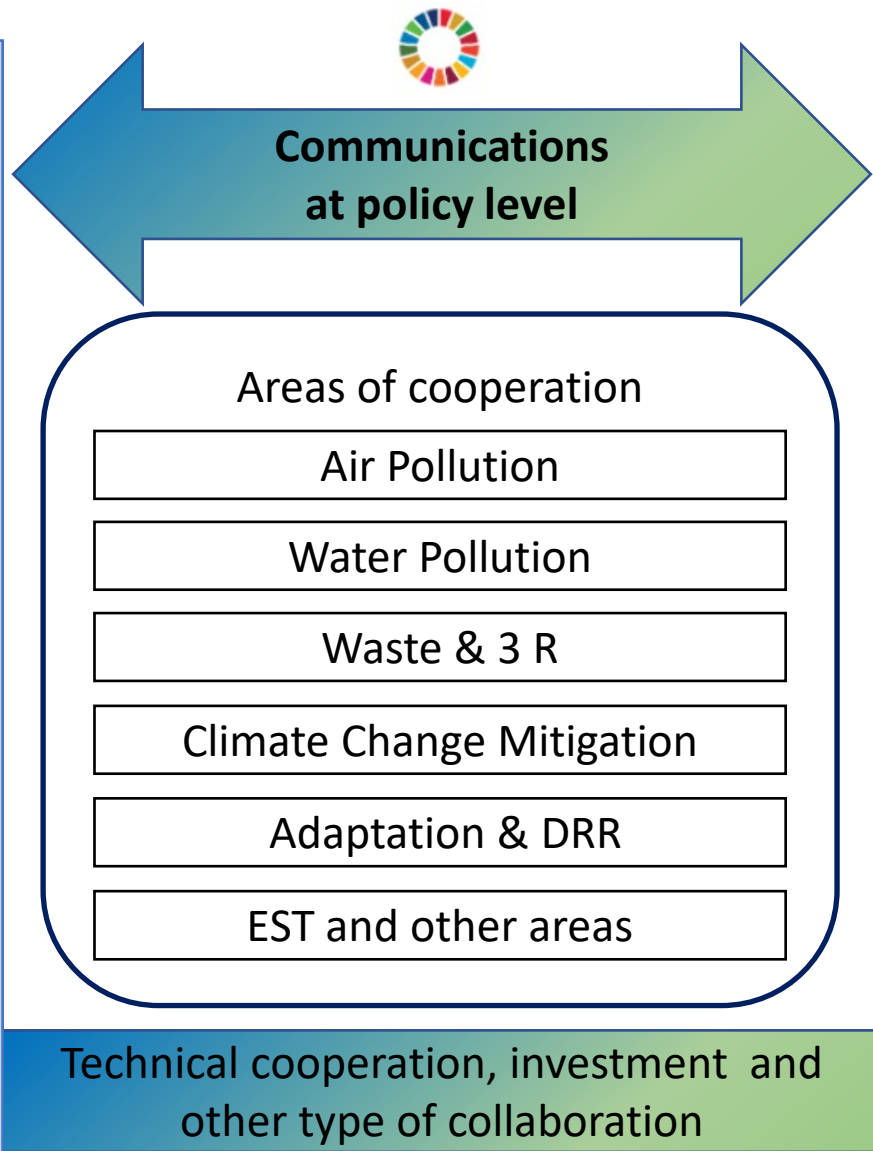 Communications
at policy level
Areas of cooperation
Air Pollution
Water Pollution
Waste & 3 R
Climate Change Mitigation
Adaptation & DRR
EST and other areas
Technical cooperation, investment and
other type of collaboration